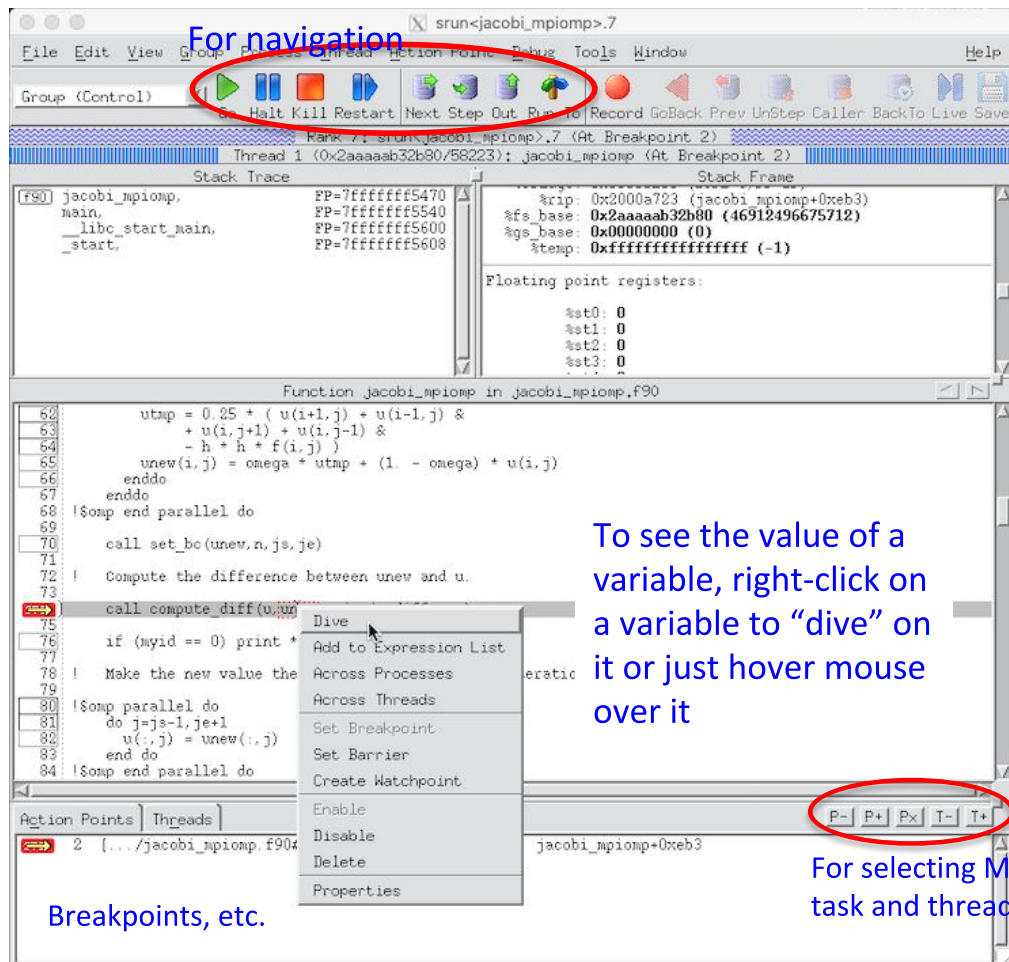 srun<jacobi_mpiomp>.7
For navigation
File Edit View Group Process Thread Action Point Debug Tools Window Help
Group (Control)
Go Halt Kill Restart Next Step Out Run To Record GoBack Prev UnStep Caller BackTo Live Save
Rank 7: srun<jacobi_mpiomp>.7 (At Breakpoint 2)
Thread 1 (0x2aaaaab32b80/58223): jacobi_mpiomp (At Breakpoint 2)
Stack Trace
f90 jacobi_mpiomp, FP=7fffffff5470
main, FP=7fffffff5540
__libc_start_main, FP=7fffffff5600
_start, FP=7fffffff5608
Stack Frame
%rip: 0x2000a723 (jacobi_mpiomp+0xeb3)
%fs_base: 0x2aaaaab32b80 (46912496675712)
%gs_base: 0x00000000 (0)
%temp: 0xffffffffffffffff (-1)
Floating point registers:
%st0: 0
%st1: 0
%st2: 0
%st3: 0
Function jacobi_mpiomp in jacobi_mpiomp.f90
62 utmp = 0.25 * ( u(i+1,j) + u(i-1,j) &
63 + u(i,j+1) + u(i,j-1) &
64 - h * h * f(i,j) )
65 unew(i,j) = omega * utmp + (1. - omega) * u(i,j)
66 enddo
67 enddo
68 !$omp end parallel do
69
70 call set_bc(unew,n,js,je)
71
72 ! Compute the difference between unew and u.
73
call compute_diff(u,un
75
76 if (myid == 0) print *
77
78 ! Make the new value the eratio
79
80 !$omp parallel do
81 do j=js-1,je+1
82 u(:,j) = unew(:,j)
83 end do
84 !$omp end parallel do
Dive
Add to Expression List
Across Processes
Across Threads
Set Breakpoint
Set Barrier
Create Watchpoint
Enable
Disable
Delete
Properties
To see the value of a
variable, right-click on
a variable to “dive” on
it or just hover mouse
over it
Action Points Threads P- P+ Px T- T+
2 [.../jacobi_mpiomp.f90# jacobi_mpiomp+0xeb3
Breakpoints, etc.
For selecting M
task and thread